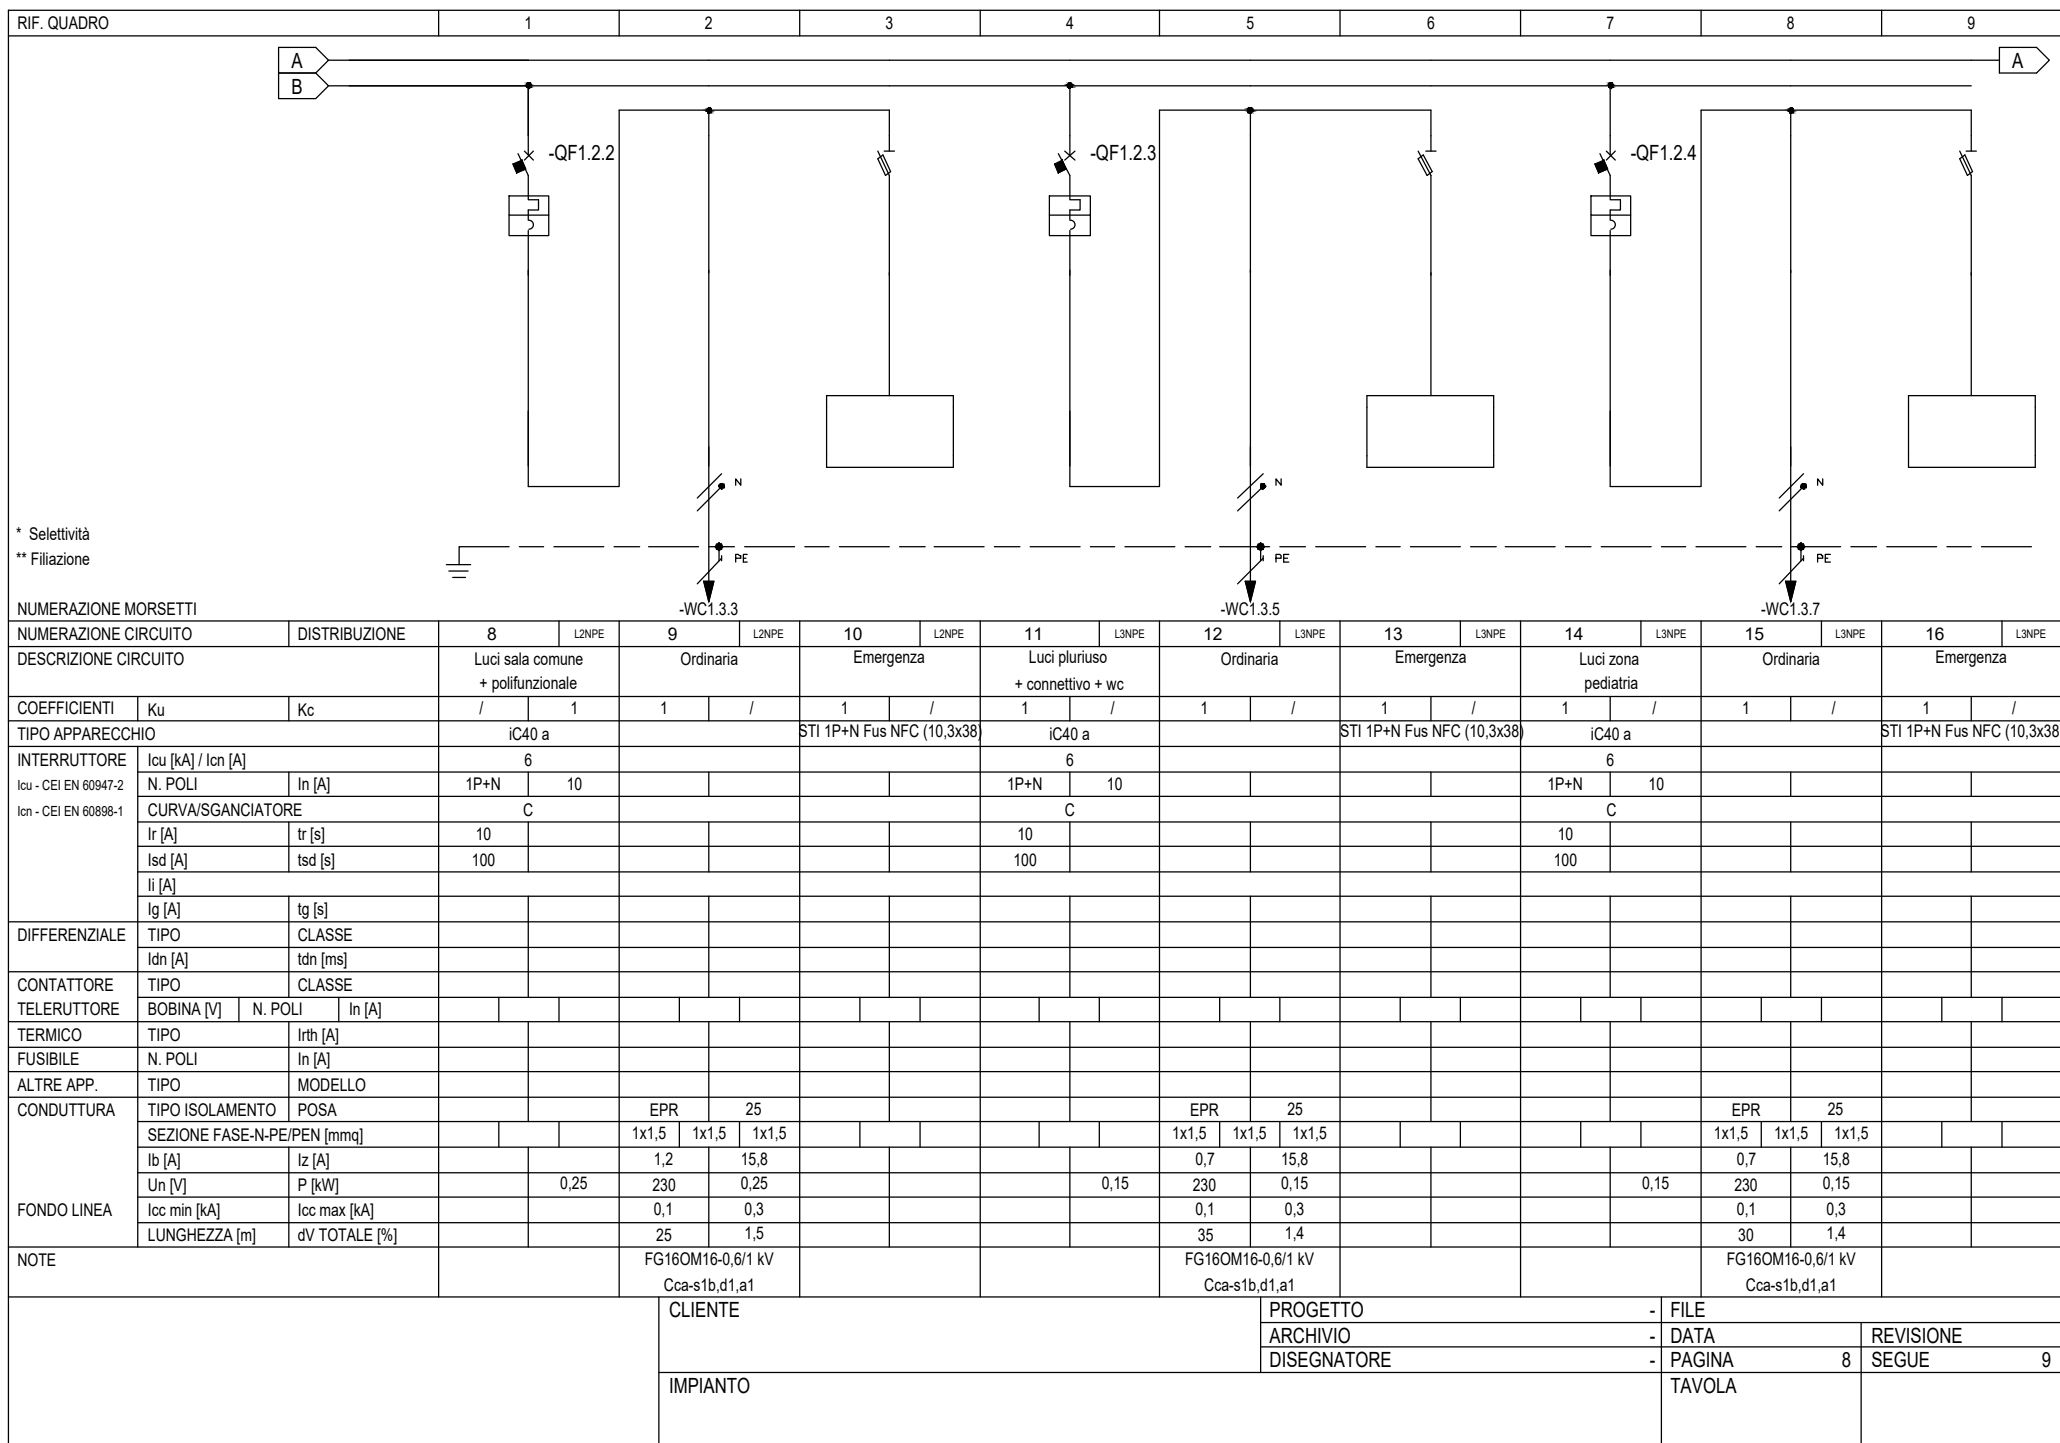 RIF. QUADRO 1 2 3 4 5 6 7 8 9
A A
B
-QF1.2.2 -QF1.2.3 -QF1.2.4
N N N
* Selettività
** Filiazione
PE PE PE
NUMERAZIONE MORSETTI -WC1.3.3 -WC1.3.5 -WC1.3.7
NUMERAZIONE CIRCUITO DISTRIBUZIONE 8 L2NPE 9 L2NPE 10 L2NPE 11 L3NPE 12 L3NPE 13 L3NPE 14 L3NPE 15 L3NPE 16 L3NPE
DESCRIZIONE CIRCUITO Luci sala comune Ordinaria Emergenza Luci pluriuso Ordinaria Emergenza Luci zona Ordinaria Emergenza
+ polifunzionale + connettivo + wc pediatria
COEFFICIENTI Ku Kc / 1 1 / 1 / 1 / 1 / 1 / 1 / 1 / 1 /
TIPO APPARECCHIO iC40 a STI 1P+N Fus NFC (10,3x38) iC40 a STI 1P+N Fus NFC (10,3x38) iC40 a STI 1P+N Fus NFC (10,3x38
INTERRUTTORE Icu [kA] / Icn [A] 6 6 6
Icu - CEI EN 60947-2 N. POLI In [A] 1P+N 10 1P+N 10 1P+N 10
Icn - CEI EN 60898-1 CURVA/SGANCIATORE C C C
Ir [A] tr [s] 10 10 10
Isd [A] tsd [s] 100 100 100
Ii [A]
Ig [A] tg [s]
DIFFERENZIALE TIPO CLASSE
Idn [A] tdn [ms]
CONTATTORE TIPO CLASSE
TELERUTTORE BOBINA [V] N. POLI In [A]
TERMICO TIPO Irth [A]
FUSIBILE N. POLI In [A]
ALTRE APP. TIPO MODELLO
CONDUTTURA TIPO ISOLAMENTO POSA EPR 25 EPR 25 EPR 25
SEZIONE FASE-N-PE/PEN [mmq] 1x1,5 1x1,5 1x1,5 1x1,5 1x1,5 1x1,5 1x1,5 1x1,5 1x1,5
Ib [A] Iz [A] 1,2 15,8 0,7 15,8 0,7 15,8
Un [V] P [kW] 0,25 230 0,25 0,15 230 0,15 0,15 230 0,15
FONDO LINEA Icc min [kA] Icc max [kA] 0,1 0,3 0,1 0,3 0,1 0,3
LUNGHEZZA [m] dV TOTALE [%] 25 1,5 35 1,4 30 1,4
NOTE FG16OM16-0,6/1 kV FG16OM16-0,6/1 kV FG16OM16-0,6/1 kV
Cca-s1b,d1,a1 Cca-s1b,d1,a1 Cca-s1b,d1,a1
CLIENTE PROGETTO - FILE
ARCHIVIO - DATA REVISIONE
DISEGNATORE - PAGINA 8 SEGUE 9
IMPIANTO TAVOLA